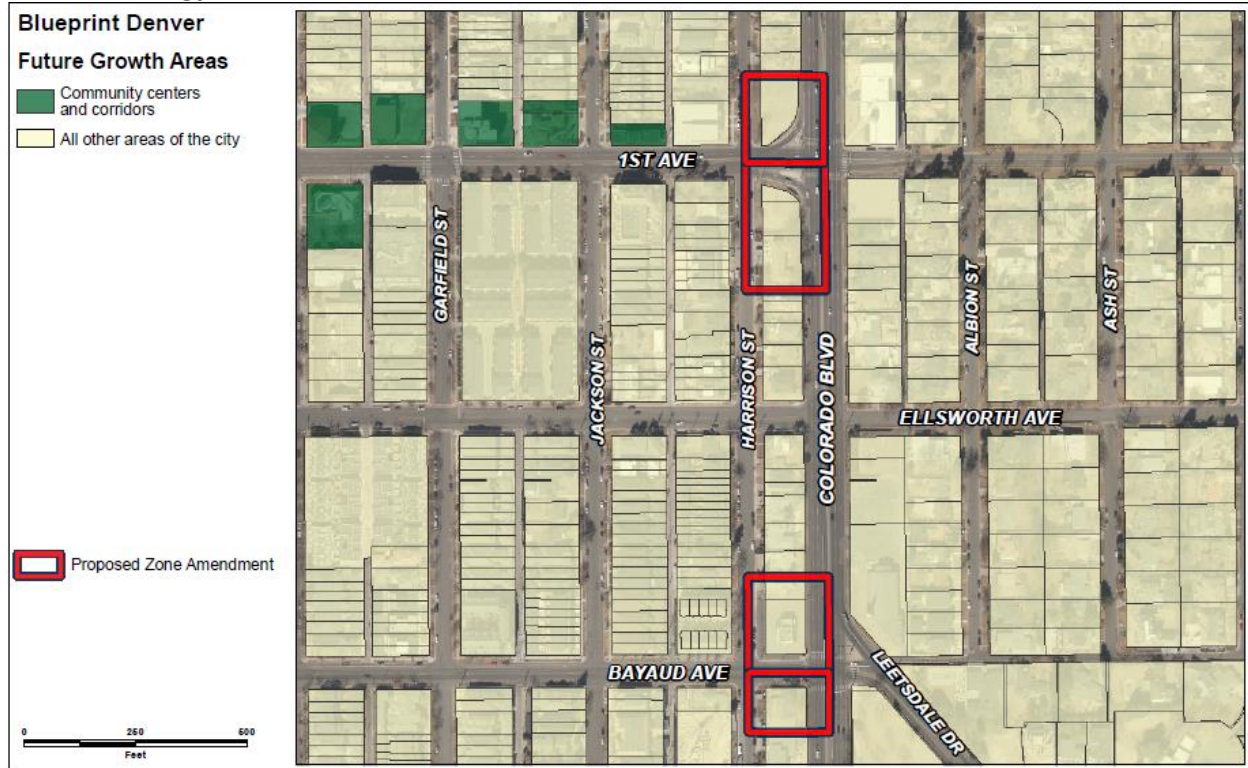 Blueprint Denver
Future Growth Areas
Community centers
and corridors
All other areas of the city
Proposed Zone Amendment
0 250 500
Feet
1ST AVE
GARFIELD ST
JACKSON ST
HARRISON ST
COLORADO BLVD
ALBION ST
ASH ST
ELLSWORTH AVE
BAYAUD AVE
LEETSDALE DR